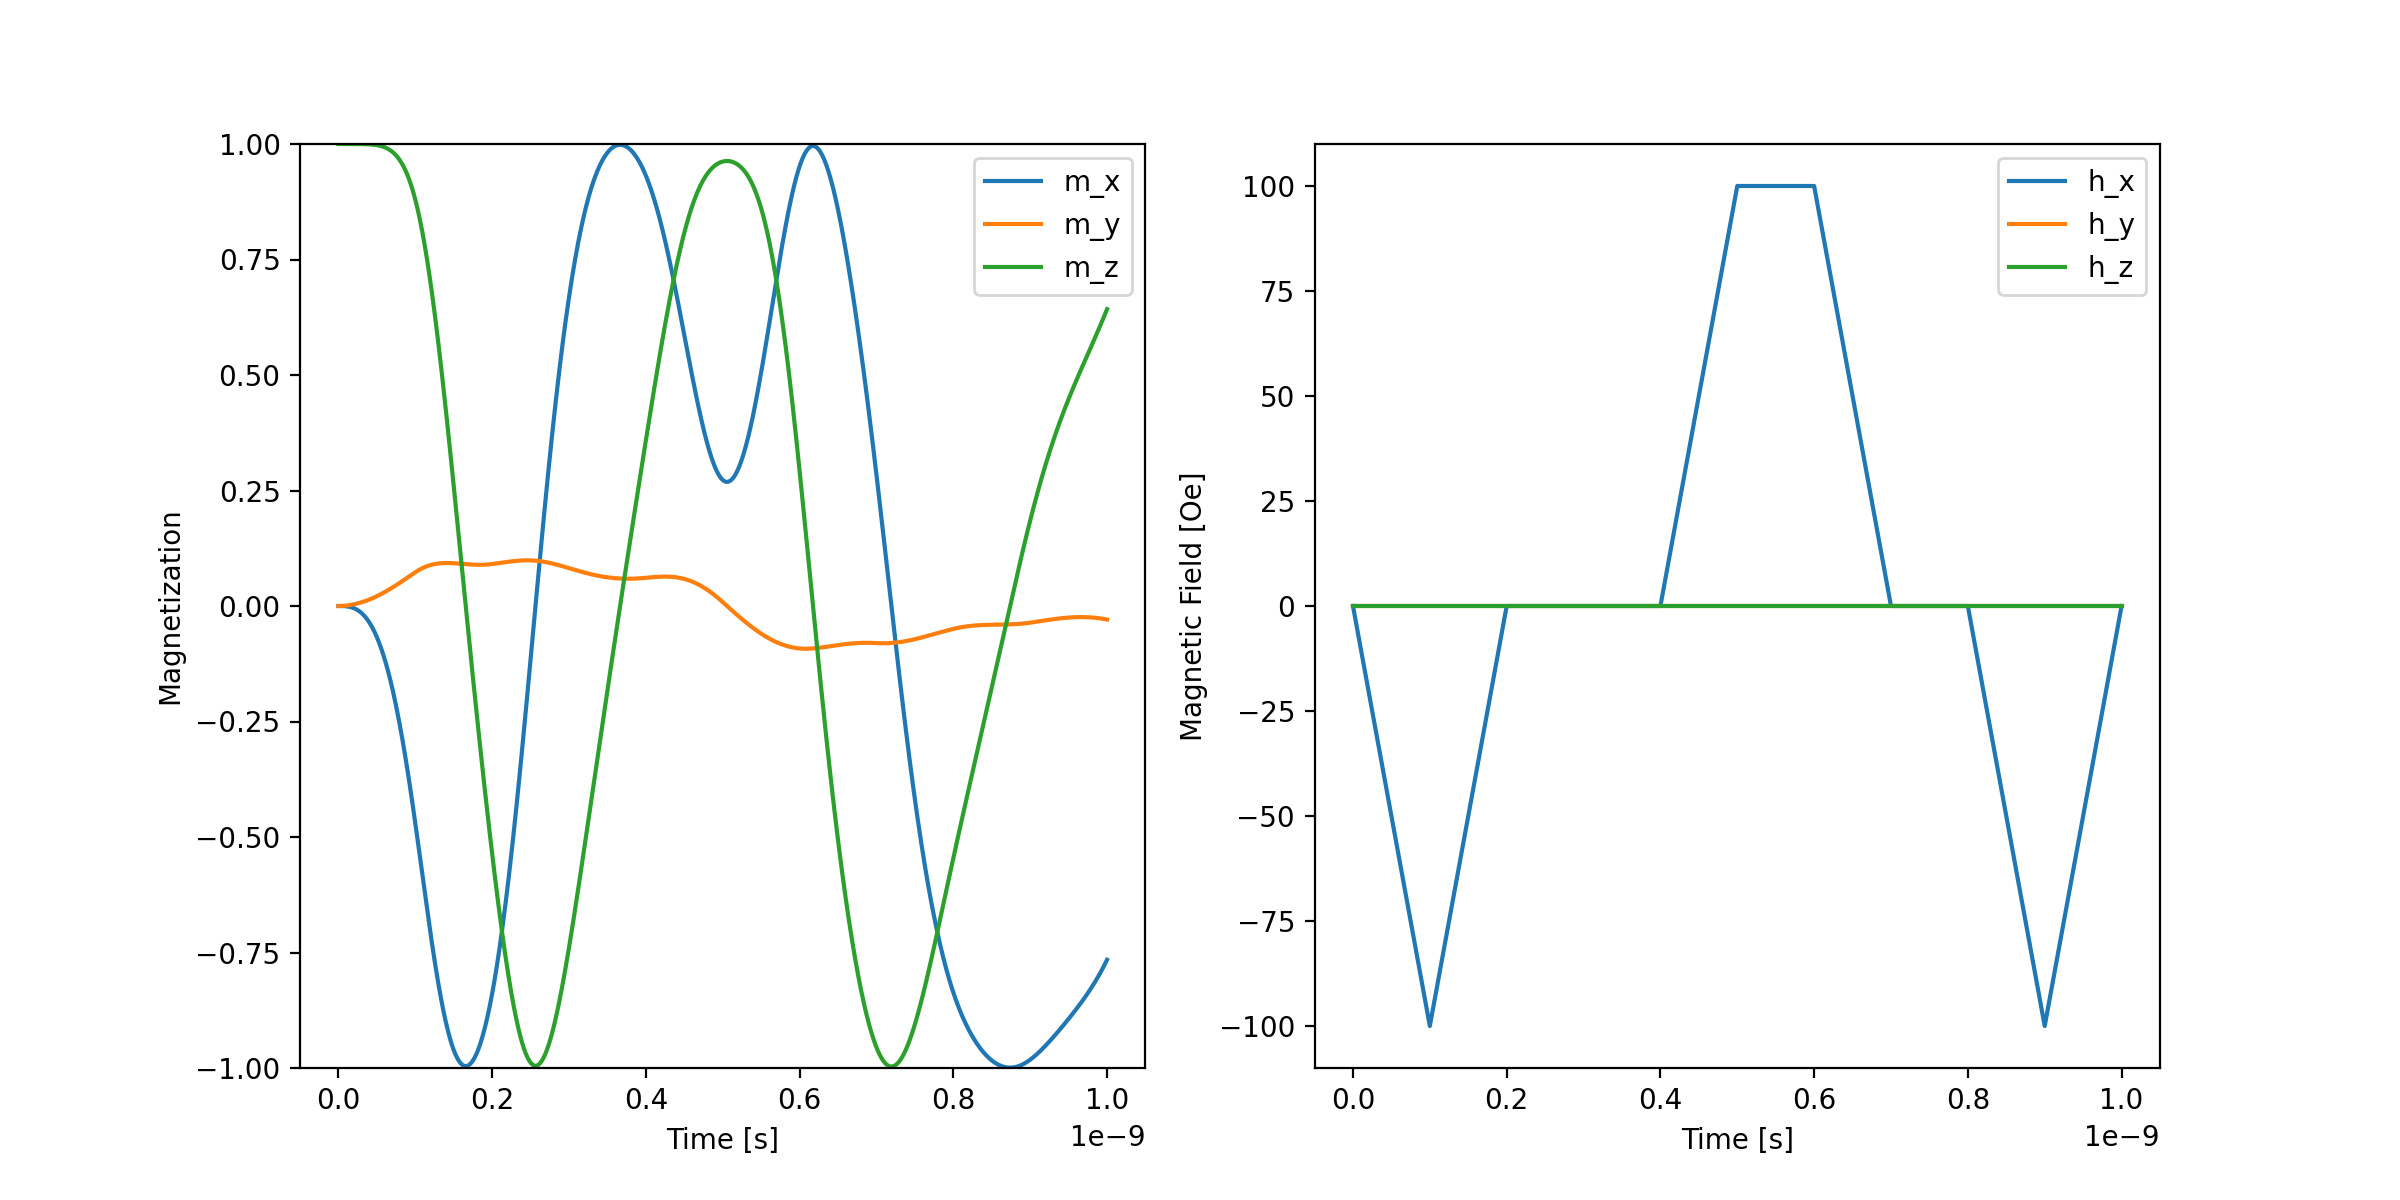 Magnetization
1.00
0.75
0.50
0.25
0.00
−0.25
−0.50
−0.75
−1.00
0.0 0.2 0.4 0.6 0.8 1.0
1e−9
Time [s]
m_x
m_y
m_z
Magnetic Field [Oe]
100
75
50
25
0
−25
−50
−75
−100
0.0 0.2 0.4 0.6 0.8 1.0
1e−9
Time [s]
h_x
h_y
h_z